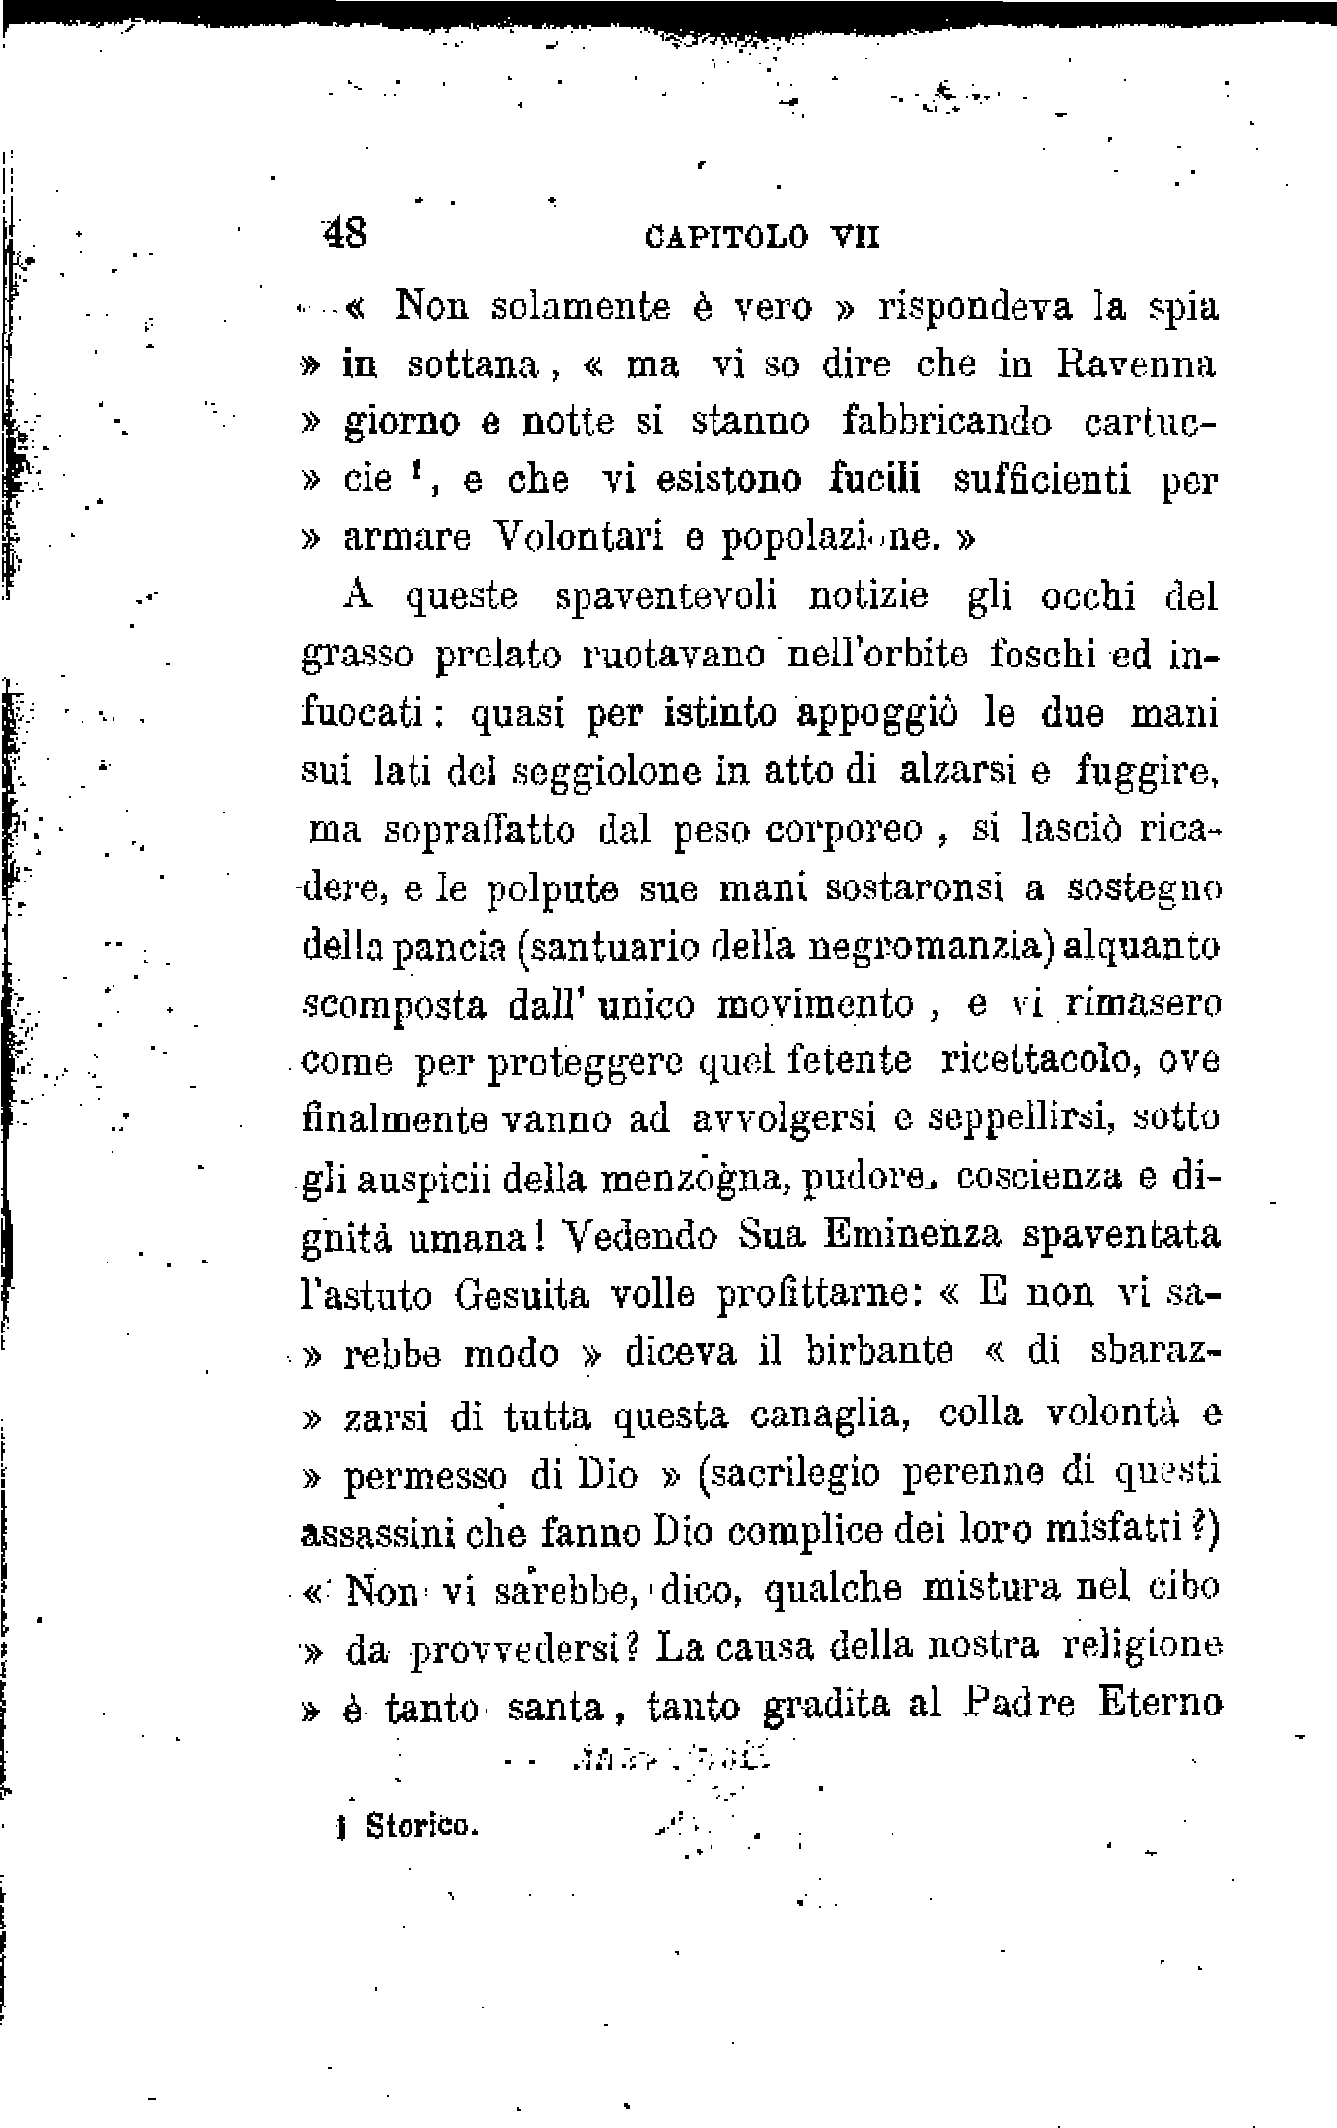 48 CAPITOLO VII
« Non solamente è vero » rispondeva la spia
» in sottana, « ma vi so dire che in Ravenna
» giorno e notte si stanno fabbricando cartuc-
» cie ¹, e che vi esistono fucili sufficienti per
» armare Volontari e popolazione. »
A queste spaventevoli notizie gli occhi del
grasso prelato ruotavano nell'orbite foschi ed in-
fuocati: quasi per istinto appoggiò le due mani
sui lati del seggiolone in atto di alzarsi e fuggire,
ma sopraffatto dal peso corporeo, si lasciò rica-
dere, e le polpute sue mani sostaronsi a sostegno
della pancia (santuario della negromanzia) alquanto
scomposta dall' unico movimento, e vi rimasero
come per proteggere quel fetente ricettacolo, ove
finalmente vanno ad avvolgersi e seppellirsi, sotto
gli auspicii della menzogna, pudore, coscienza e di-
gnità umana! Vedendo Sua Eminenza spaventata
l'astuto Gesuita volle profittarne: « E non vi sa-
» rebbe modo » diceva il birbante « di sbaraz-
» zarsi di tutta questa canaglia, colla volontà e
» permesso di Dio » (sacrilegio perenne di questi
assassini che fanno Dio complice dei loro misfatti?)
« Non vi sarebbe, dico, qualche mistura nel cibo
» da provvedersi? La causa della nostra religione
» è tanto santa, tanto gradita al Padre Eterno
1 Storico.